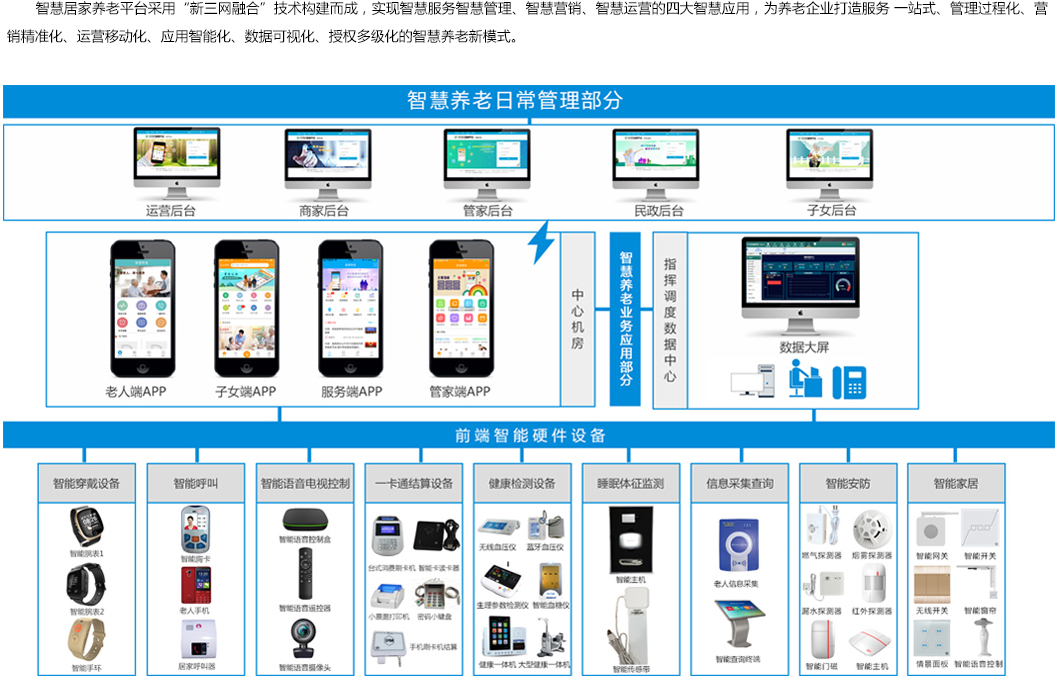 智慧居家养老平台采用“新三网融合”技术构建而成，实现智慧服务智慧管理、智慧营销、智慧运营的四大智慧应用，为养老企业打造服务 一站式、管理过程化、营
销精准化、运营移动化、应用智能化、数据可视化、授权多级化的智慧养老新模式。
智慧养老日常管理部分
运营后台 商家后台 管家后台 民政后台 子女后台
老人端APP 子女端APP 服务端APP 管家端APP
中心机房
智慧养老业务应用部分
指挥调度数据中心
数据大屏
前端智能硬件设备
智能穿戴设备 智能呼叫 智能语音电视控制 一卡通结算设备 健康检测设备 睡眠体征监测 信息采集查询 智能安防 智能家居
智能腕表1
智能腕表2
智能手环
智能腕卡
老人手机
居家呼叫器
智能语音控制盒
智能语音遥控器
智能语音摄像头
台式消费刷卡机 智能卡读卡器
小票面打印机 密码小键盘
手机刷卡机结算
无线血压仪 蓝牙血压仪
生理参数检测仪 智能血糖仪
健康一体机 大型健康一体机
智能主机
智能传感带
老人信息采集
智能查询终端
燃气探测器 烟雾探测器
漏水探测器 红外探测器
智能门磁 智能主机
智能网关 智能开关
无线开关 智能窗帘
情景面板 智能语音控制